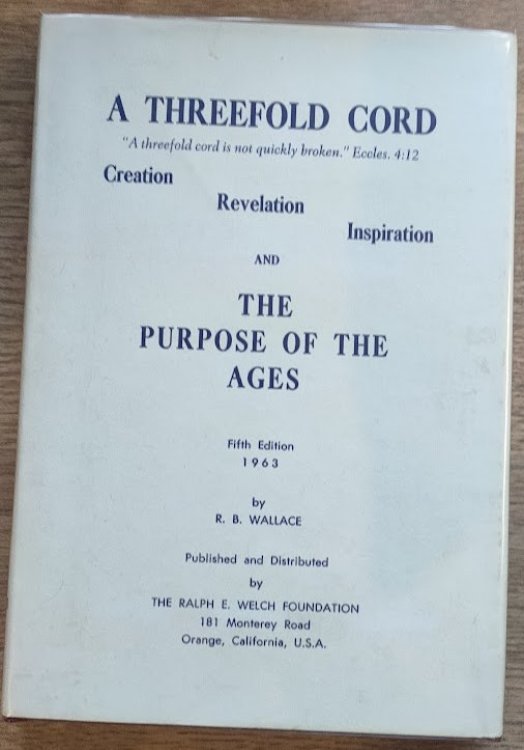 A THREEFOLD CORD
"A threefold cord is not quickly broken." Eccles. 4:12
Creation
Revelation
Inspiration
AND
THE
PURPOSE OF THE
AGES
Fifth Edition
1963
by
R. B. WALLACE
Published and Distributed
by
THE RALPH E. WELCH FOUNDATION
181 Monterey Road
Orange, California, U.S.A.